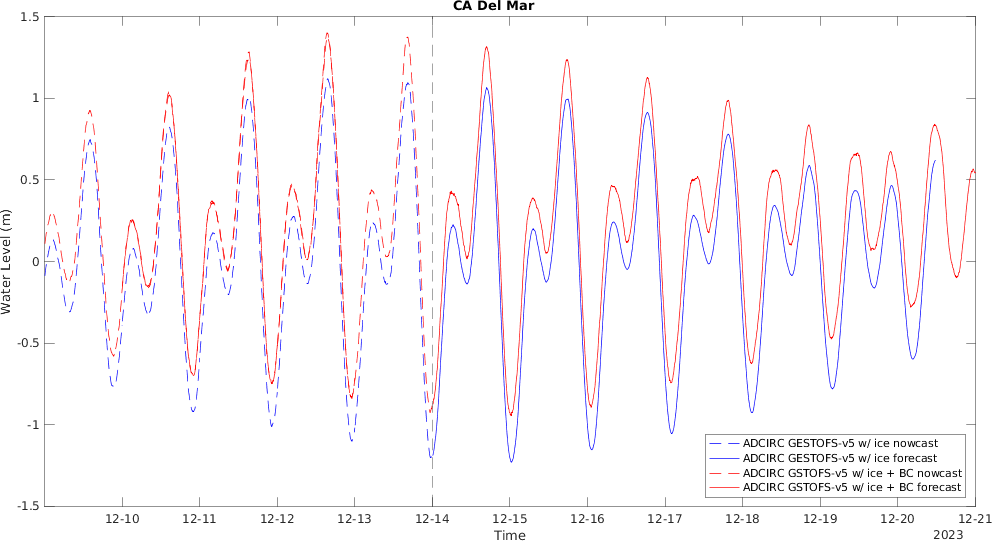 CA Del Mar
1.5
1
0.5
0
-0.5
-1
-1.5
Water Level (m)
ADCIRC GESTOFS-v5 w/ ice nowcast
ADCIRC GESTOFS-v5 w/ ice forecast
ADCIRC GSTOFS-v5 w/ ice + BC nowcast
ADCIRC GSTOFS-v5 w/ ice + BC forecast
12-10 12-11 12-12 12-13 12-14 12-15 12-16 12-17 12-18 12-19 12-20 12-21
Time
2023